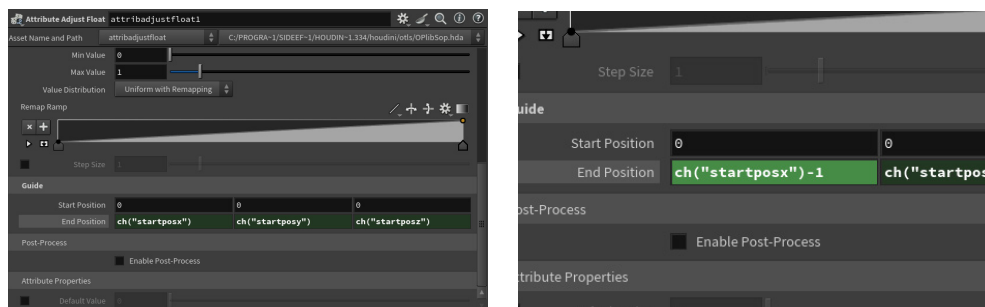 Attribute Adjust Float attribadjustfloat1
Asset Name and Path attribadjustfloat C:/PROGRA~1/SIDEEF~1/HOUDIN~1.334/houdini/otls/OPlibSop.hda
Min Value 0
Max Value 1
Value Distribution Uniform with Remapping
Remap Ramp
Step Size 1
Guide
Start Position 0 0 0
End Position ch("startposx") ch("startposy") ch("startposz")
Post-Process
Enable Post-Process
Attribute Properties
Default Value 0
Step Size 1
uide
Start Position 0 0
End Position ch("startposx")-1 ch("startpos
ost-Process
Enable Post-Process
ttribute Properties